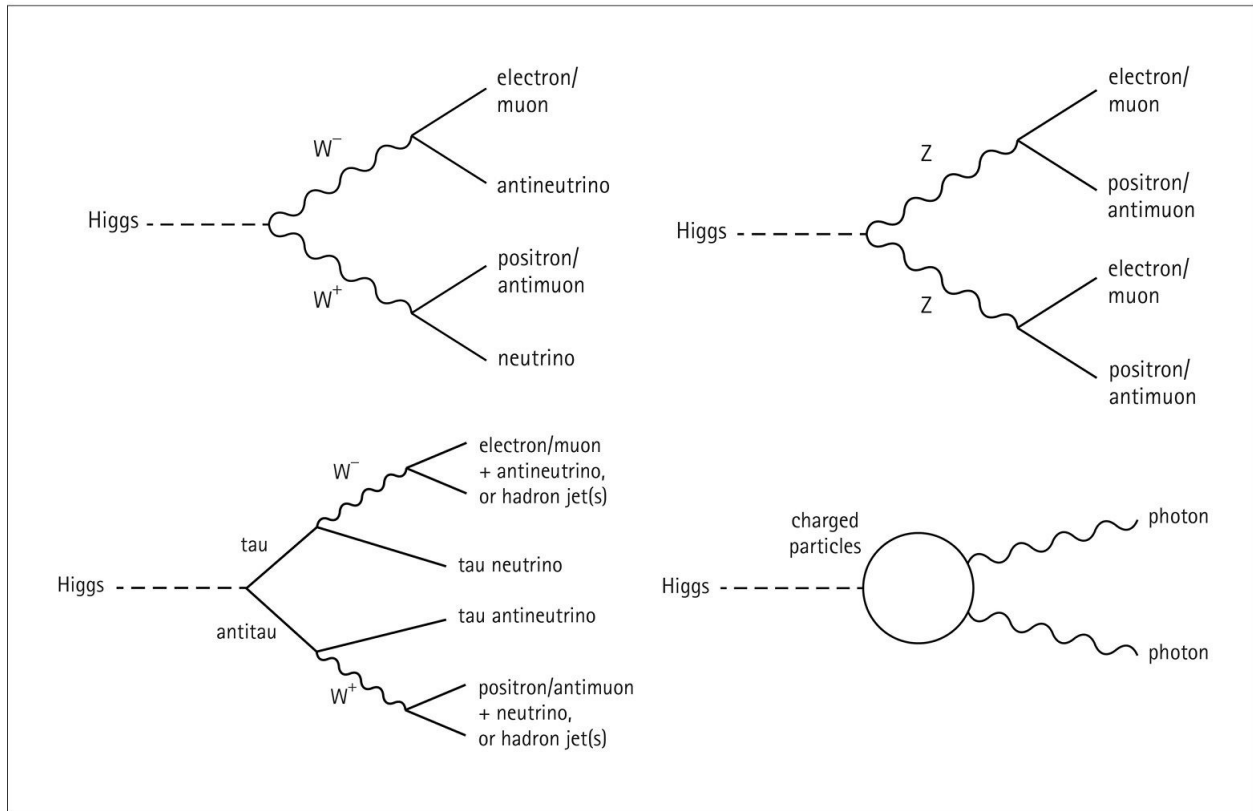 electron/
muon
W⁻
antineutrino
Higgs
positron/
antimuon
W⁺
neutrino
electron/
muon
Z
positron/
antimuon
Higgs
electron/
muon
Z
positron/
antimuon
electron/muon
+ antineutrino,
or hadron jet(s)
W⁻
tau
tau neutrino
Higgs
tau antineutrino
antitau
W⁺
positron/antimuon
+ neutrino,
or hadron jet(s)
charged
particles
photon
Higgs
photon